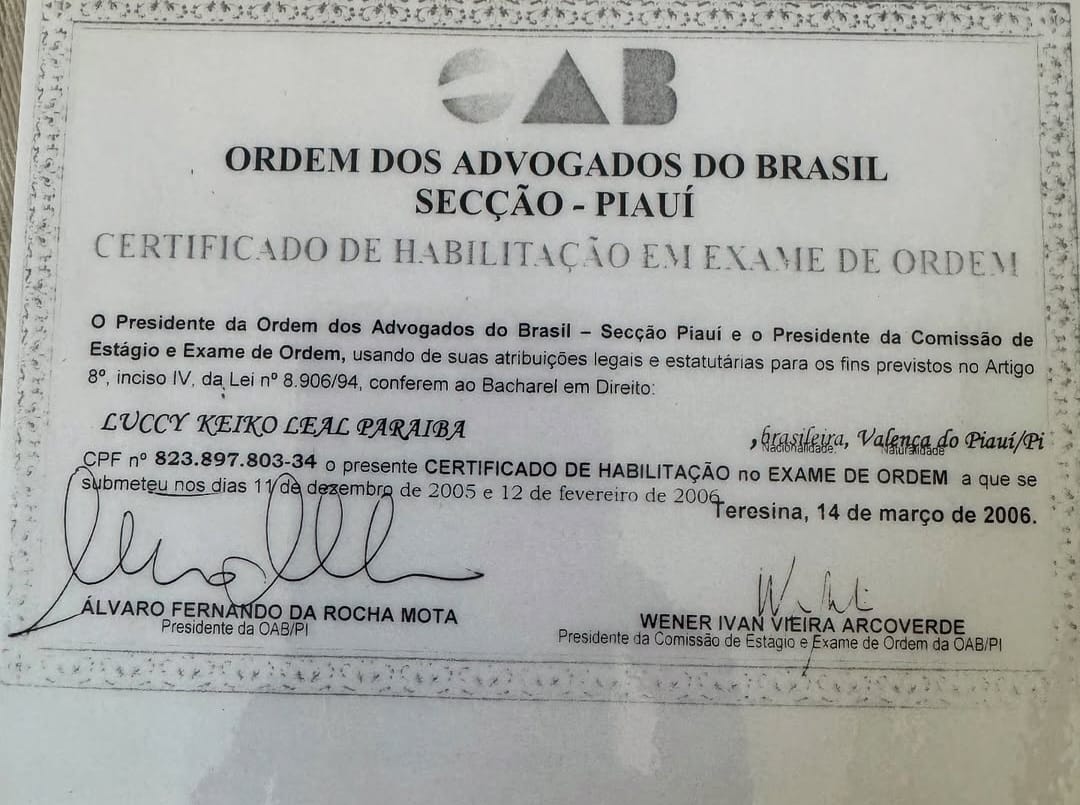 OAB
ORDEM DOS ADVOGADOS DO BRASIL
SECÇÃO - PIAUÍ
CERTIFICADO DE HABILITAÇÃO EM EXAME DE ORDEM
O Presidente da Ordem dos Advogados do Brasil – Secção Piauí e o Presidente da Comissão de
Estágio e Exame de Ordem, usando de suas atribuições legais e estatutárias para os fins previstos no Artigo
8º, inciso IV, da Lei nº 8.906/94, conferem ao Bacharel em Direito:
LUCCY KEIKO LEAL PARAIBA
, brasileira, Valença do Piauí/Pi
Nacionalidade. Naturalidade
CPF nº 823.897.803-34 o presente CERTIFICADO DE HABILITAÇÃO no EXAME DE ORDEM a que se
submeteu nos dias 11 de dezembro de 2005 e 12 de fevereiro de 2006.
Teresina, 14 de março de 2006.
ÁLVARO FERNANDO DA ROCHA MOTA
Presidente da OAB/PI
WENER IVAN VIEIRA ARCOVERDE
Presidente da Comissão de Estágio e Exame de Ordem da OAB/PI